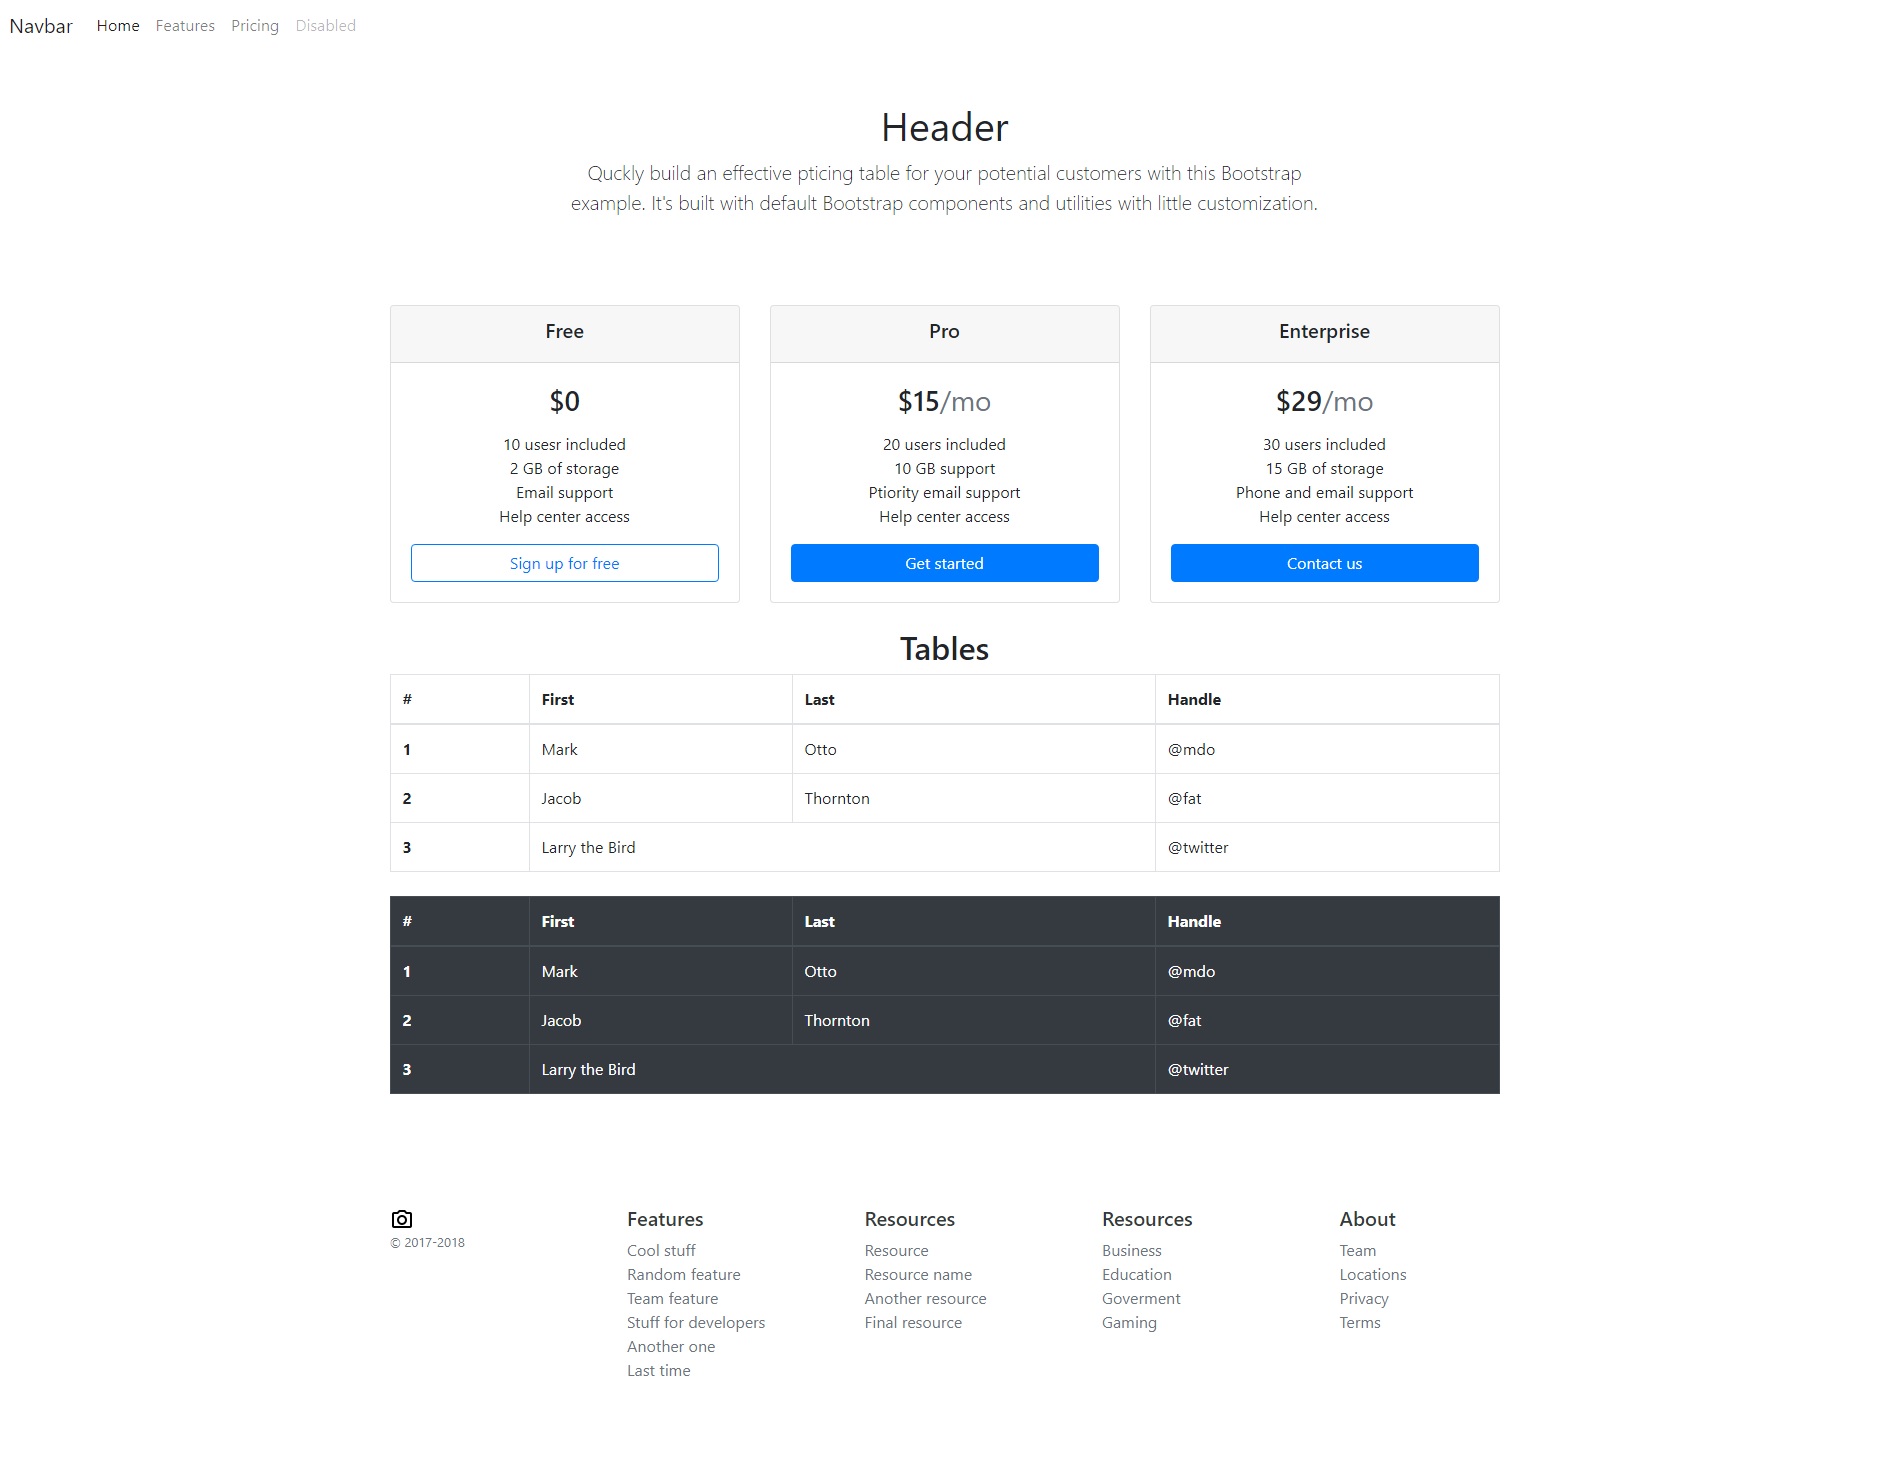 Navbar Home Features Pricing Disabled
Header
Quckly build an effective pticing table for your potential customers with this Bootstrap
example. It's built with default Bootstrap components and utilities with little customization.
Free
$0
10 usesr included
2 GB of storage
Email support
Help center access
Sign up for free
Pro
$15/mo
20 users included
10 GB support
Ptiority email support
Help center access
Get started
Enterprise
$29/mo
30 users included
15 GB of storage
Phone and email support
Help center access
Contact us
Tables
# First Last Handle
1 Mark Otto @mdo
2 Jacob Thornton @fat
3 Larry the Bird @twitter
# First Last Handle
1 Mark Otto @mdo
2 Jacob Thornton @fat
3 Larry the Bird @twitter
© 2017-2018
Features
Cool stuff
Random feature
Team feature
Stuff for developers
Another one
Last time
Resources
Resource
Resource name
Another resource
Final resource
Resources
Business
Education
Goverment
Gaming
About
Team
Locations
Privacy
Terms